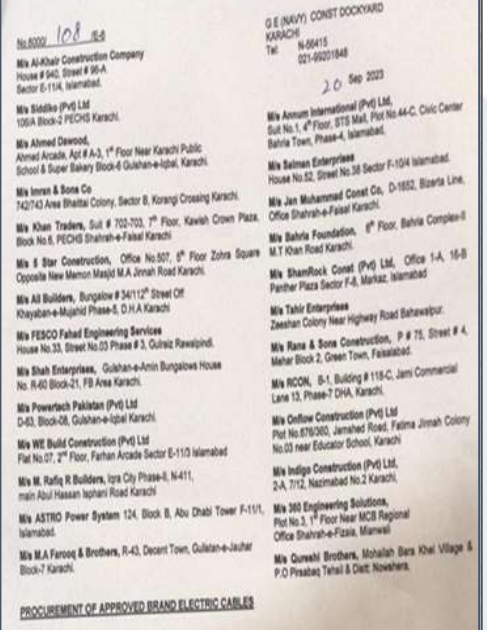 No.6000/ 108 /E-8
M/s Al-Khair Construction Company
House # 940, Street # 96-A
Sector E-11/4, Islamabad.
M/s Siddiko (Pvt) Ltd
106/A Block-2 PECHS Karachi.
M/s Ahmed Dawood,
Ahmed Arcade, Apt # A-3, 1st Floor Near Karachi Public
School & Super Bakery Block-6 Gulshan-e-Iqbal, Karachi.
M/s Imran & Sons Co
742/743 Area Bhattai Colony, Sector B, Korangi Crossing Karachi.
M/s Khan Traders, Suit # 702-703, 7th Floor, Kawish Crown Plaza,
Block No.6, PECHS Shahrah-e-Faisal Karachi
M/s 6 Star Construction, Office No.507, 5th Floor Zohra Square
Opposite New Memon Masjid M.A Jinnah Road Karachi.
M/s Ali Builders, Bungalow # 34/112th Street Off
Khayaban-e-Mujahid Phase-5, D.H.A Karachi
M/s FESCO Fahad Engineering Services
House No.33, Street No.03 Phase # 3, Gulraiz Rawalpindi.
M/s Shah Enterprises, Gulshan-e-Amin Bungalows House
No. R-60 Block-21, FB Area Karachi.
M/s Powertech Pakistan (Pvt) Ltd
D-63, Block-08, Gulshan-e-Iqbal Karachi.
M/s WE Build Construction (Pvt) Ltd
Flat No.07, 2nd Floor, Farhan Arcade Sector E-11/3 Islamabad
M/s M. Rafiq R Builders, Iqra City Phase-II, N-411,
main Abul Hassan Isphani Road Karachi
M/s ASTRO Power System 124, Block B, Abu Dhabi Tower F-11/1,
Islamabad.
M/s M.A Farooq & Brothers, R-43, Decent Town, Gulistan-e-Jauhar
Block-7 Karachi.
PROCUREMENT OF APPROVED BRAND ELECTRIC CABLES
G E (NAVY) CONST DOCKYARD
KARACHI
Tel: N-56415
021-99201848
20 Sep 2023
M/s Annum International (Pvt) Ltd,
Suit No.1, 4th Floor, STS Mall, Plot No.44-C, Civic Center
Bahria Town, Phase-4, Islamabad.
M/s Salman Enterprises
House No.52, Street No.38 Sector F-10/4 Islamabad.
M/s Jan Muhammad Const Co, D-1852, Bizerta Line,
Office Shahrah-e-Faisal Karachi.
M/s Bahria Foundation, 6th Floor, Bahria Complex-II
M.T Khan Road Karachi.
M/s ShamRock Const (Pvt) Ltd, Office 1-A, 16-B
Panther Plaza Sector F-8, Markaz, Islamabad
M/s Tahir Enterprises
Zeeshan Colony Near Highway Road Bahawalpur.
M/s Rana & Sons Construction, P # 75, Street # 4,
Mehar Block 2, Green Town, Faisalabad.
M/s RCON, B-1, Building # 118-C, Jami Commercial
Lane 13, Phase-7 DHA, Karachi.
M/s Onflow Construction (Pvt) Ltd
Plot No.676/360, Jamshed Road, Fatima Jinnah Colony
No.03 near Educator School, Karachi
M/s Indigo Construction (Pvt) Ltd,
2-A, 7/12, Nazimabad No.2 Karachi,
M/s 360 Engineering Solutions,
Plot No.3, 1st Floor Near MCB Regional
Office Shahrah-e-Fizaia, Mianwali
M/s Qureshi Brothers, Mohallah Bara Khel Village &
P.O Pirsabaq Tehsil & Distt: Nowshera.